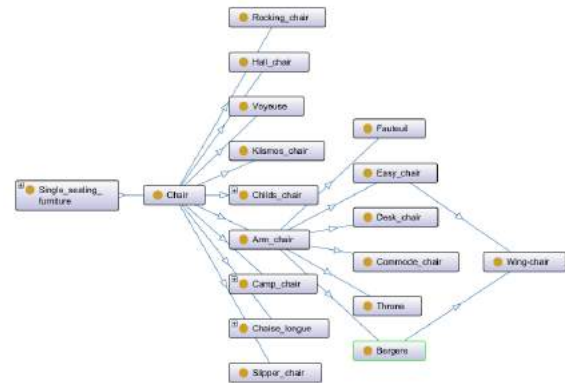 Rocking_chair
Hall_chair
Voyeuse
Klismos_chair
Single_seating_
furniture
Chair
Childs_chair
Arm_chair
Camp_chair
Chaise_longue
Slipper_chair
Fauteuil
Easy_chair
Desk_chair
Commode_chair
Throne
Bergere
Wing-chair